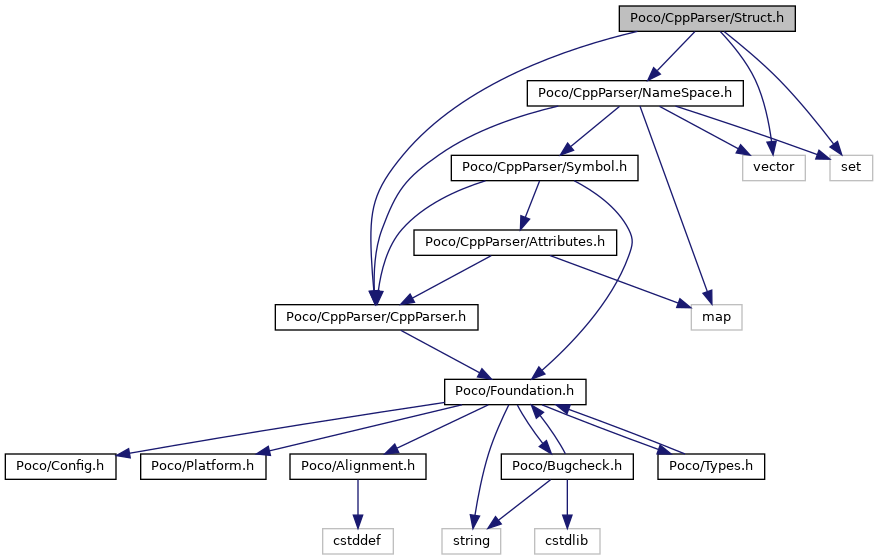 Poco/CppParser/Struct.h
Poco/CppParser/NameSpace.h
Poco/CppParser/Symbol.h
vector
set
Poco/CppParser/Attributes.h
Poco/CppParser/CppParser.h
map
Poco/Foundation.h
Poco/Config.h
Poco/Platform.h
Poco/Alignment.h
Poco/Bugcheck.h
Poco/Types.h
cstddef
string
cstdlib